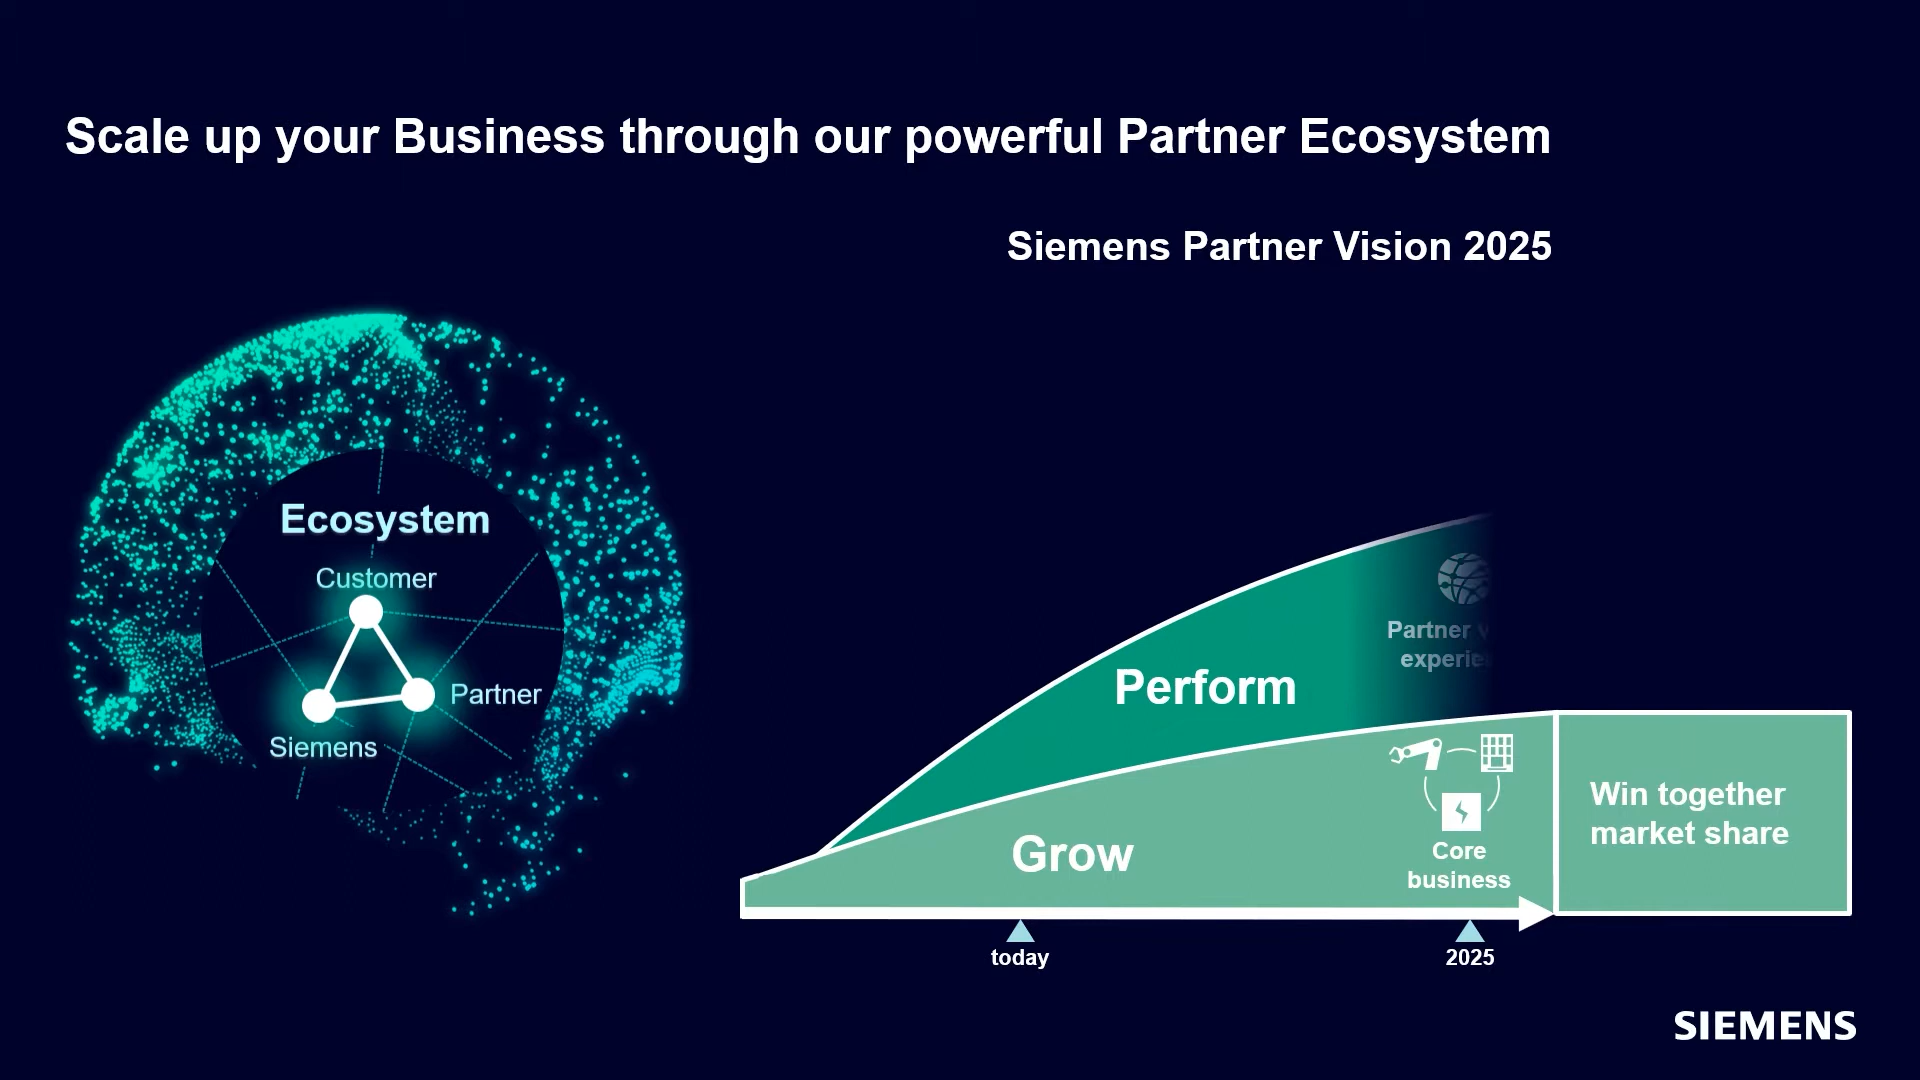 Scale up your Business through our powerful Partner Ecosystem
Siemens Partner Vision 2025
Ecosystem
Customer
Partner
Siemens
Partner
Perform
Grow
Core
business
Win together
market share
today
2025
SIEMENS